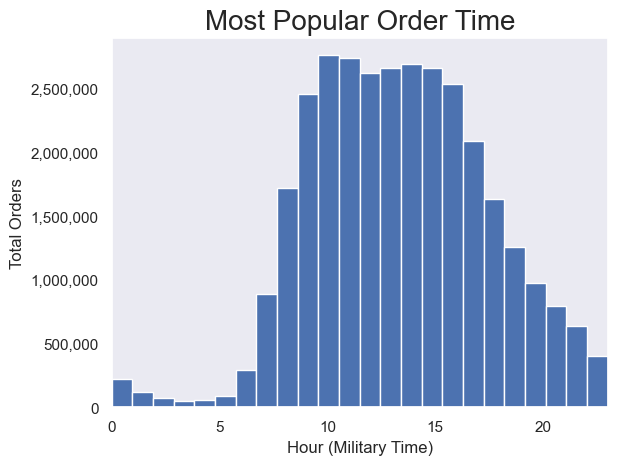 Most Popular Order Time
Total Orders
2,500,000
2,000,000
1,500,000
1,000,000
500,000
0
0 5 10 15 20
Hour (Military Time)